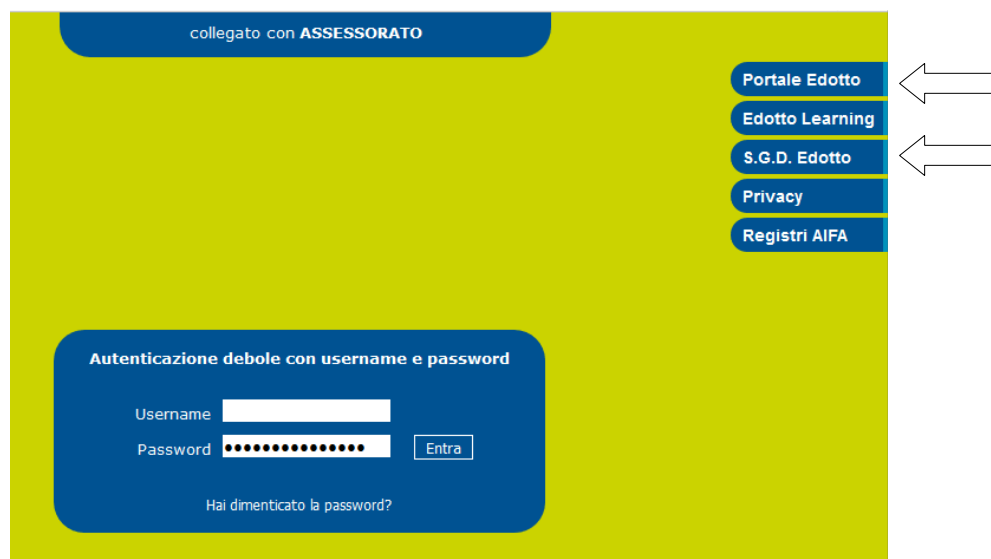 collegato con ASSESSORATO
Portale Edotto
Edotto Learning
S.G.D. Edotto
Privacy
Registri AIFA
Autenticazione debole con username e password
Username
Password
Entra
Hai dimenticato la password?